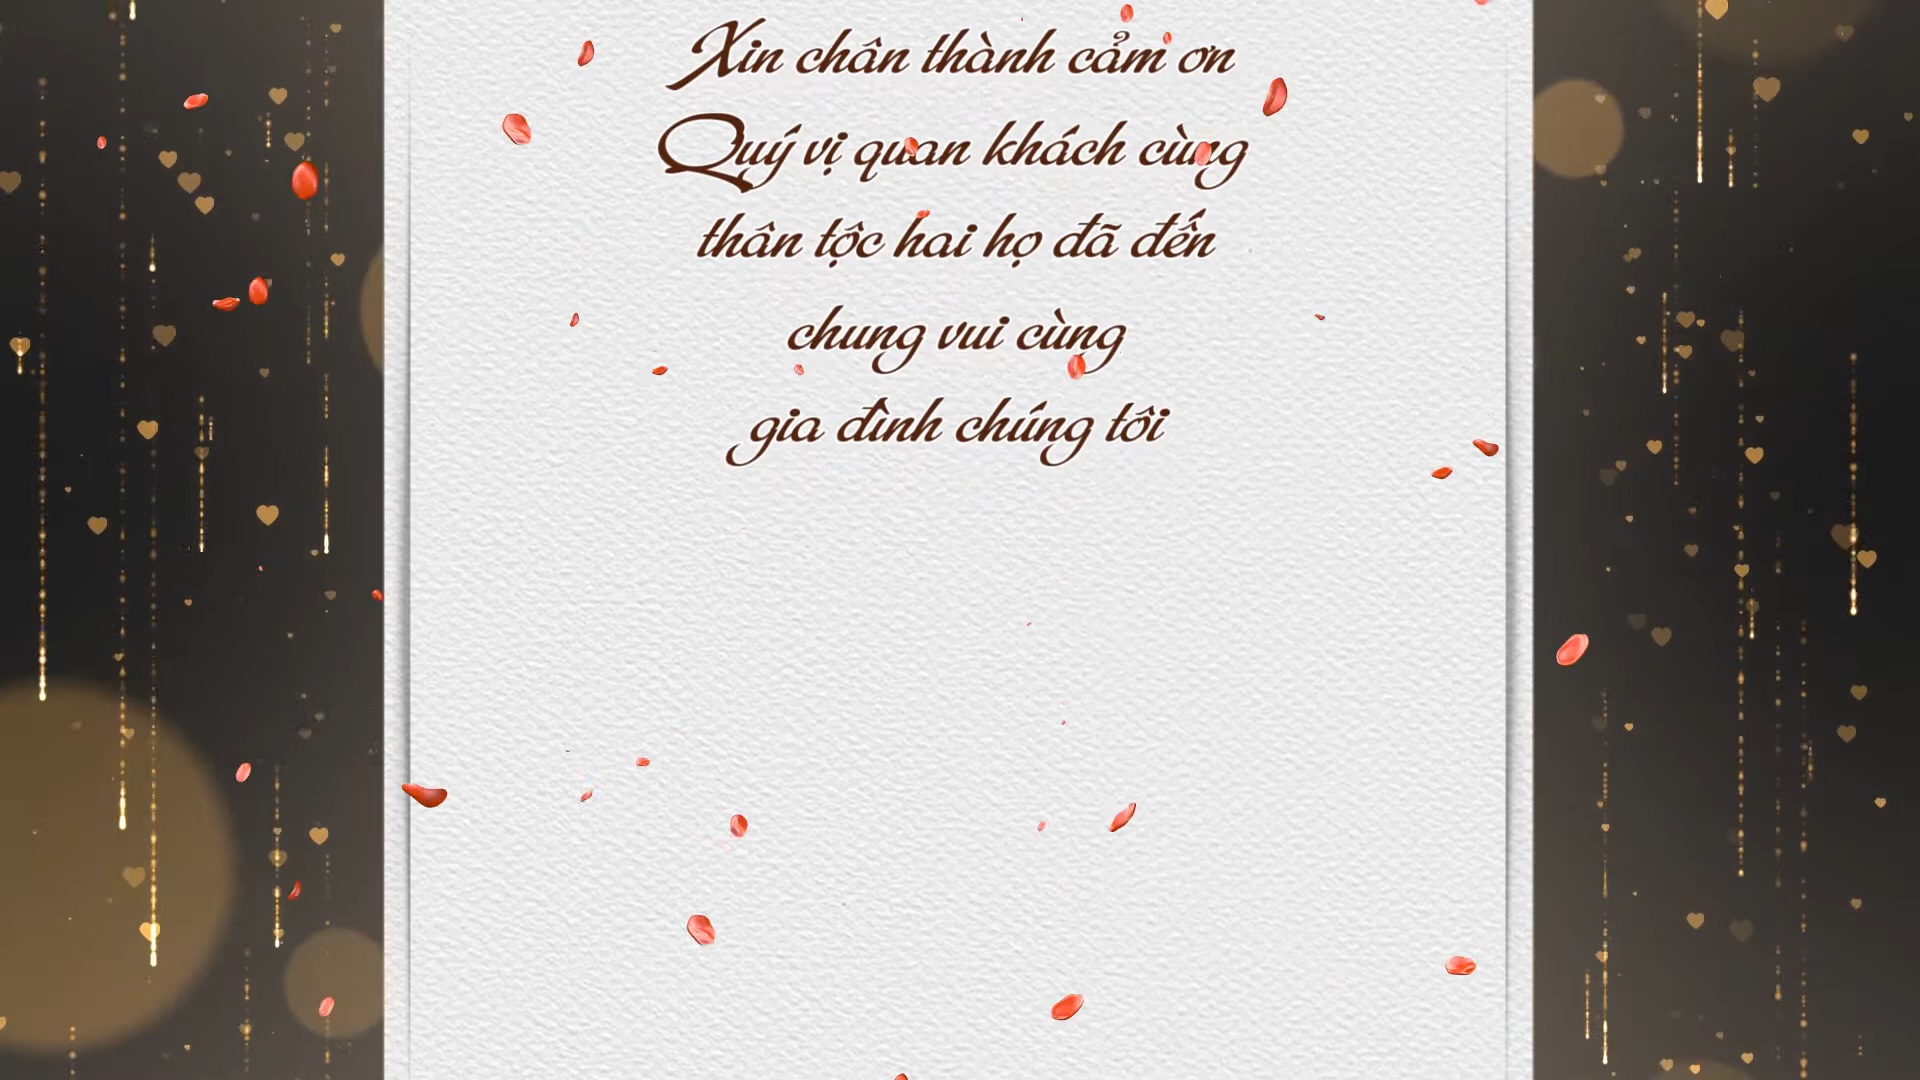 Xin chân thành cảm ơn
Quý vị quan khách cùng
thân tộc hai họ đã đến
chung vui cùng
gia đình chúng tôi